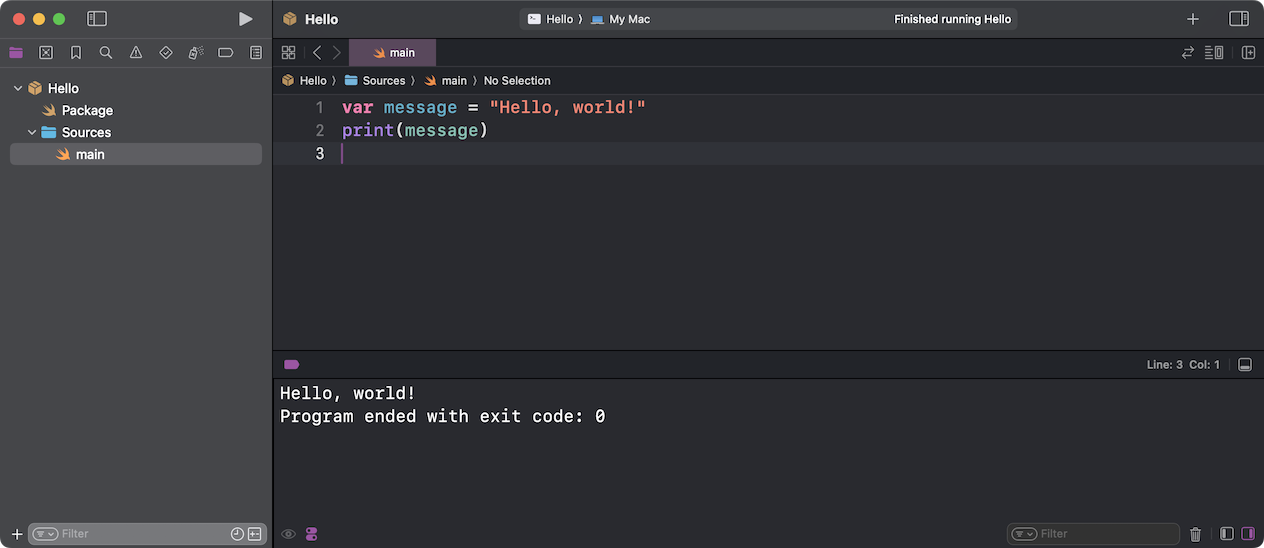 Hello
Hello 〉 My Mac
Finished running Hello
main
Hello 〉 Sources 〉 main 〉 No Selection
Hello
Package
Sources
main
1 var message = "Hello, world!"
2 print(message)
3
Line: 3 Col: 1
Hello, world!
Program ended with exit code: 0
Filter
Filter